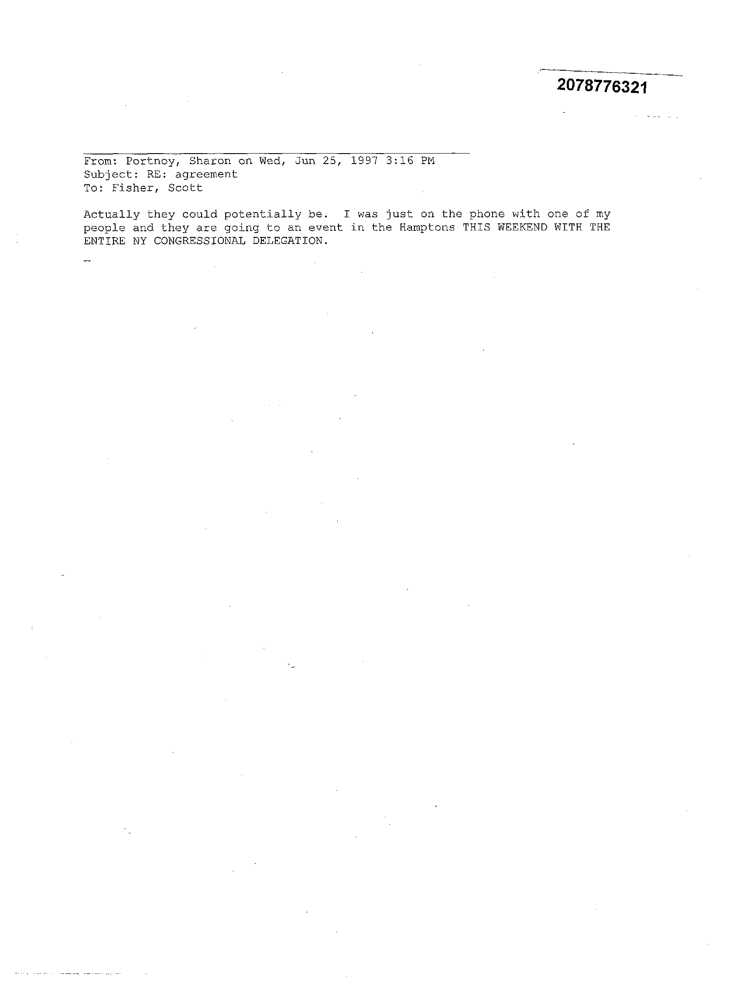 2078776321
From: Portnoy, Sharon on Wed, Jun 25, 1997 3:16 PM
Subject: RE: agreement
To: Fisher, Scott
Actually they could potentially be. I was just on the phone with one of my
people and they are going to an event in the Hamptons THIS WEEKEND WITH THE
ENTIRE NY CONGRESSIONAL DELEGATION.